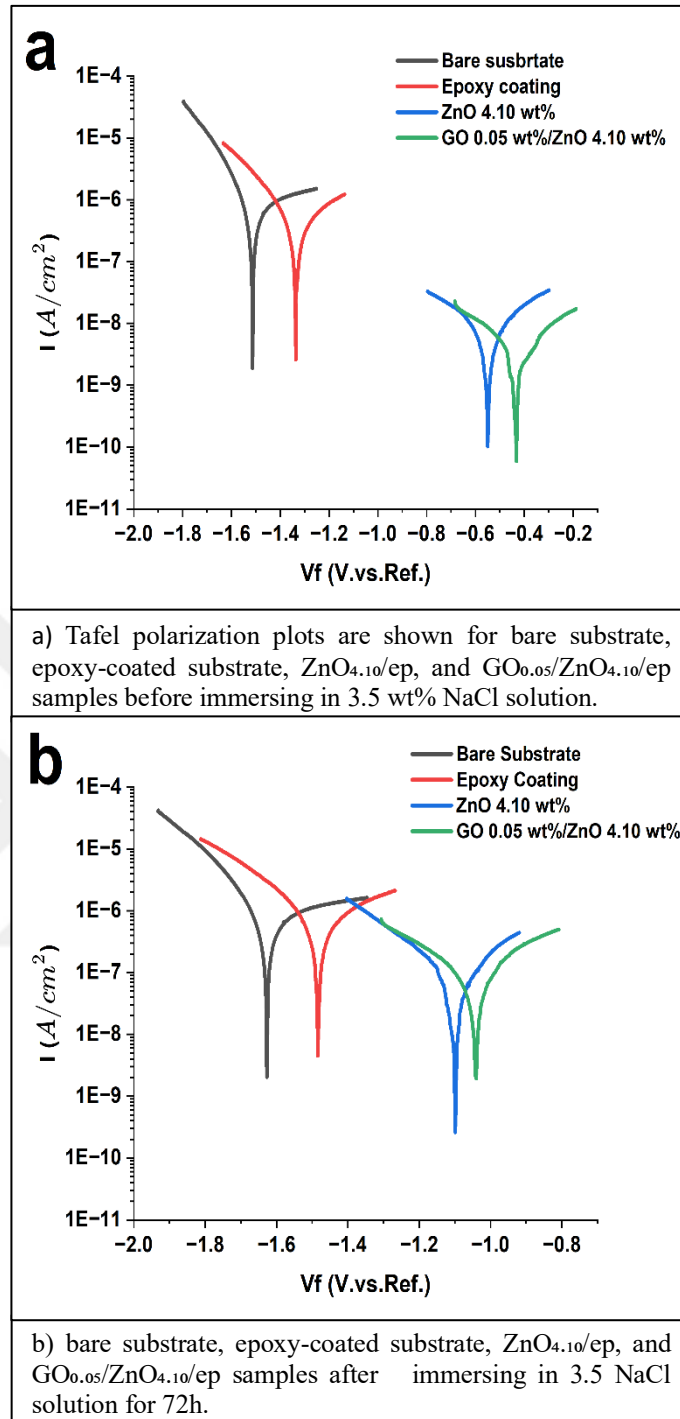 a
Bare susbrtate
Epoxy coating
ZnO 4.10 wt%
GO 0.05 wt%/ZnO 4.10 wt%
1E−4
1E−5
1E−6
1E−7
1E−8
1E−9
1E−10
1E−11
I (A/cm²)
−2.0 −1.8 −1.6 −1.4 −1.2 −1.0 −0.8 −0.6 −0.4 −0.2
Vf (V.vs.Ref.)
a) Tafel polarization plots are shown for bare substrate,
epoxy-coated substrate, ZnO₄.₁₀/ep, and GO₀.₀₅/ZnO₄.₁₀/ep
samples before immersing in 3.5 wt% NaCl solution.
b
Bare Substrate
Epoxy Coating
ZnO 4.10 wt%
GO 0.05 wt%/ZnO 4.10 wt%
1E−4
1E−5
1E−6
1E−7
1E−8
1E−9
1E−10
1E−11
I (A/cm²)
−2.0 −1.8 −1.6 −1.4 −1.2 −1.0 −0.8
Vf (V.vs.Ref.)
b) bare substrate, epoxy-coated substrate, ZnO₄.₁₀/ep, and
GO₀.₀₅/ZnO₄.₁₀/ep samples after immersing in 3.5 NaCl
solution for 72h.